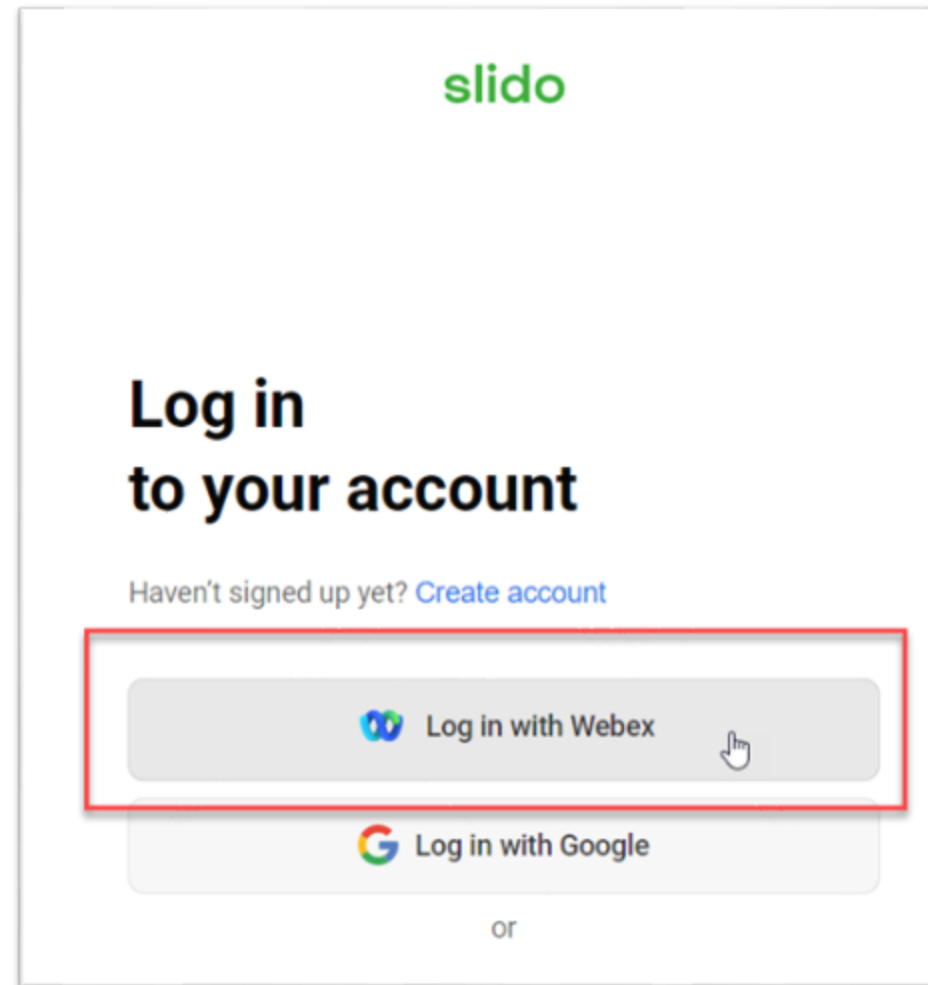 slido
Log in
to your account
Haven't signed up yet? Create account
Log in with Webex
Log in with Google
or